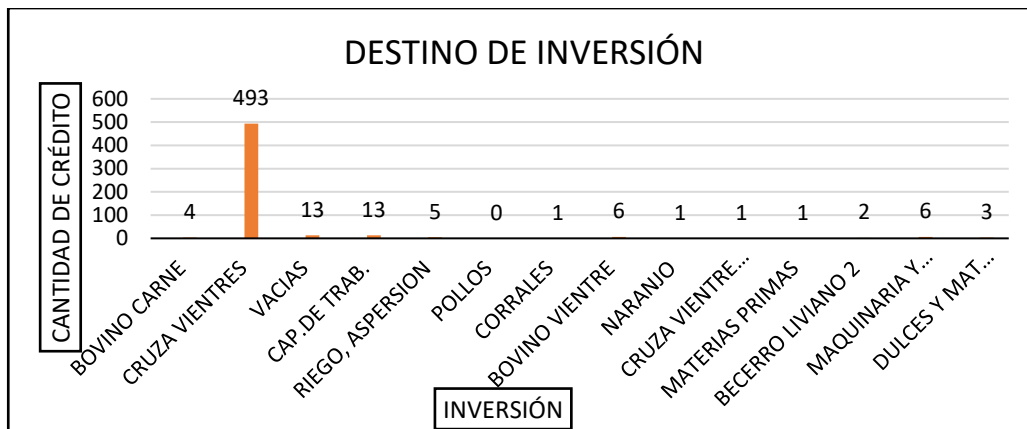 DESTINO DE INVERSIÓN
CANTIDAD DE CRÉDITO
600
500
400
300
200
100
0
4
493
13
13
5
0
1
6
1
1
1
2
6
3
BOVINO CARNE
CRUZA VIENTRES
VACIAS
CAP.DE TRAB.
RIEGO, ASPERSION
POLLOS
CORRALES
BOVINO VIENTRE
NARANJO
CRUZA VIENTRE…
MATERIAS PRIMAS
BECERRO LIVIANO 2
MAQUINARIA Y…
DULCES Y MAT…
INVERSIÓN